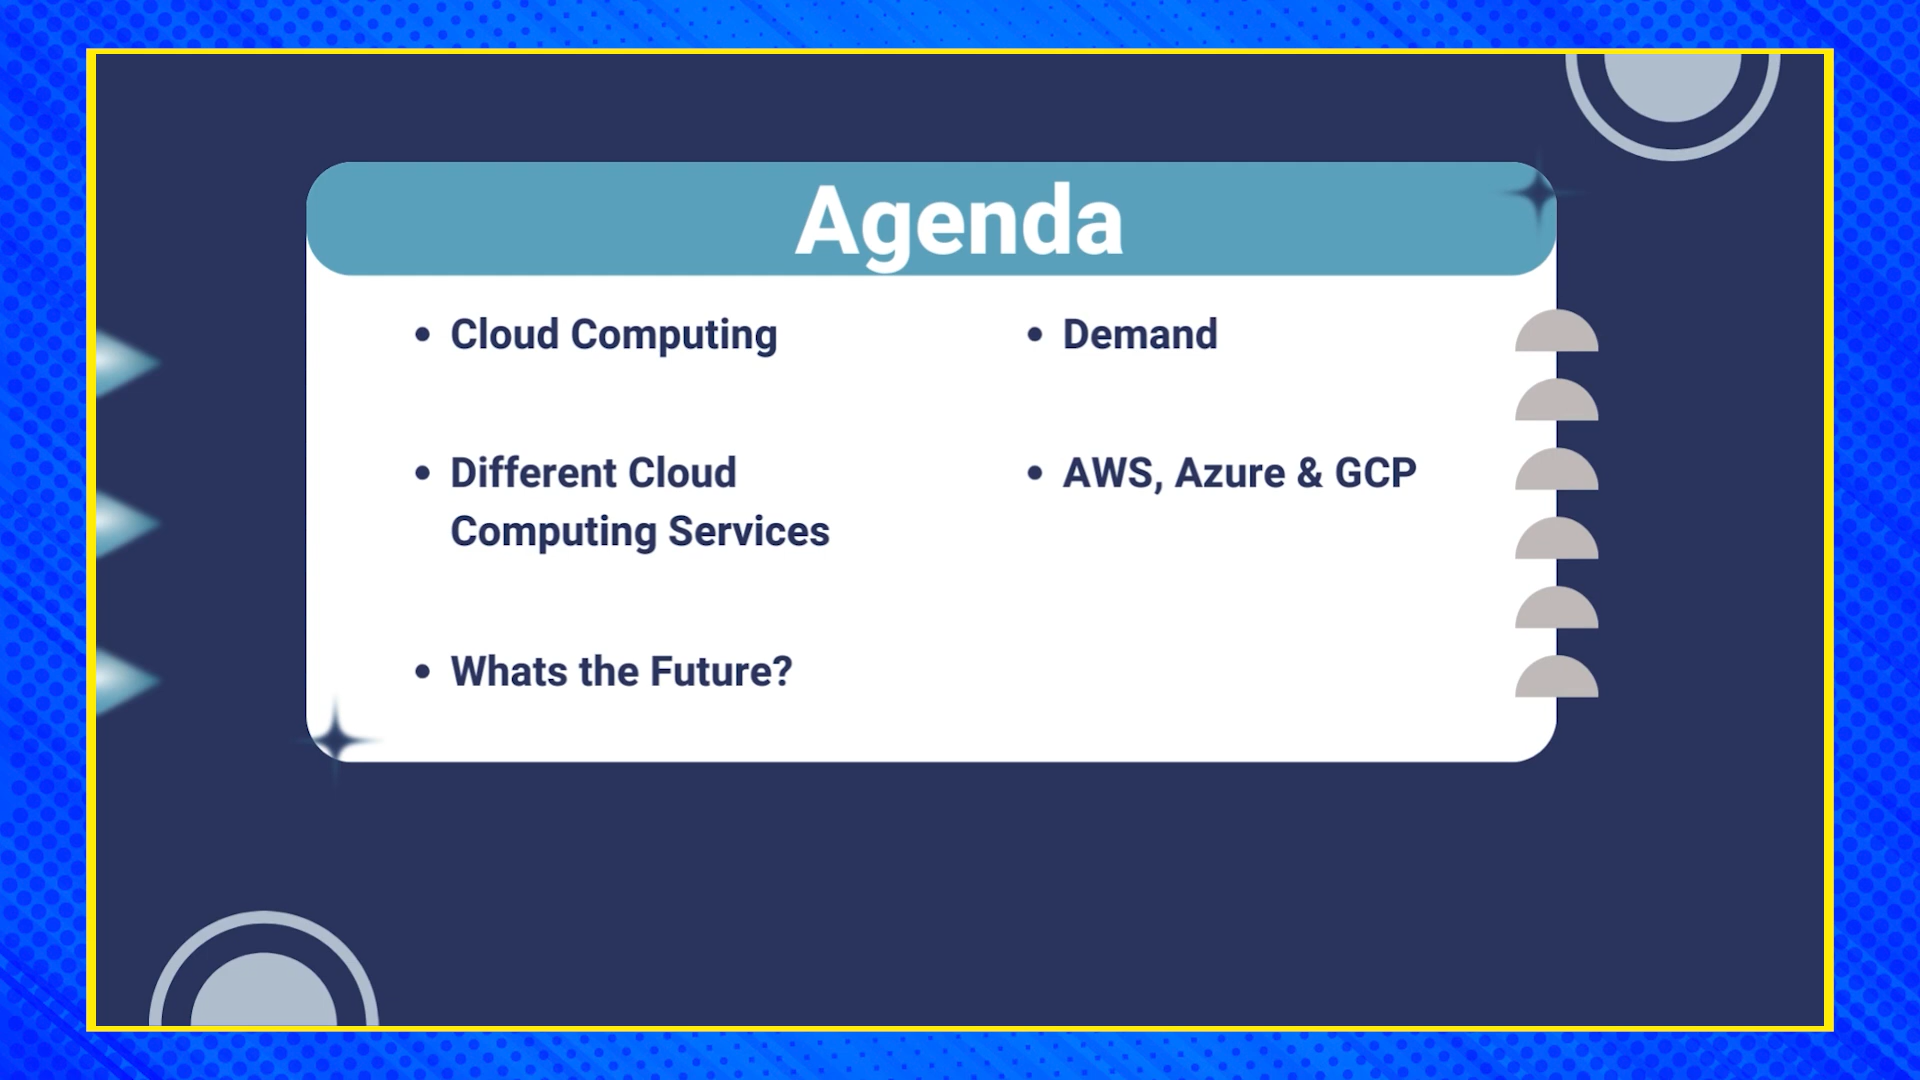 Agenda
• Cloud Computing
• Different Cloud
Computing Services
• Whats the Future?
• Demand
• AWS, Azure & GCP